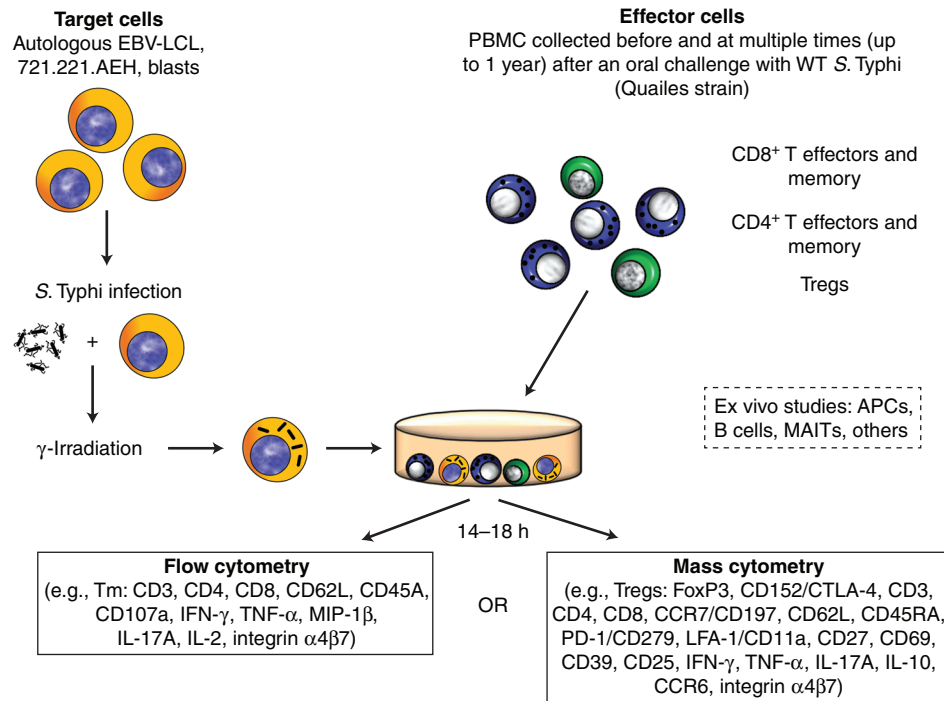 Target cells
Autologous EBV-LCL,
721.221.AEH, blasts
Effector cells
PBMC collected before and at multiple times (up
to 1 year) after an oral challenge with WT S. Typhi
(Quailes strain)
CD8⁺ T effectors and
memory
CD4⁺ T effectors and
memory
Tregs
S. Typhi infection
+
γ-Irradiation
Ex vivo studies: APCs,
B cells, MAITs, others
14–18 h
Flow cytometry
(e.g., Tm: CD3, CD4, CD8, CD62L, CD45A,
CD107a, IFN-γ, TNF-α, MIP-1β,
IL-17A, IL-2, integrin α4β7)
OR
Mass cytometry
(e.g., Tregs: FoxP3, CD152/CTLA-4, CD3,
CD4, CD8, CCR7/CD197, CD62L, CD45RA,
PD-1/CD279, LFA-1/CD11a, CD27, CD69
CD39, CD25, IFN-γ, TNF-α, IL-17A, IL-10,
CCR6, integrin α4β7)